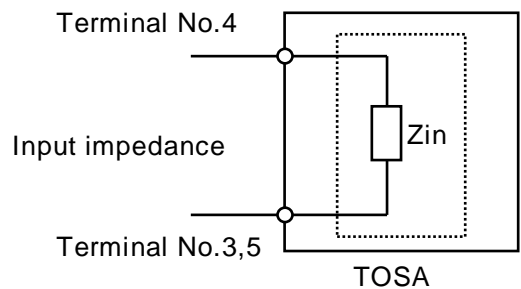 Terminal No.4
Input impedance
Zin
Terminal No.3,5
TOSA